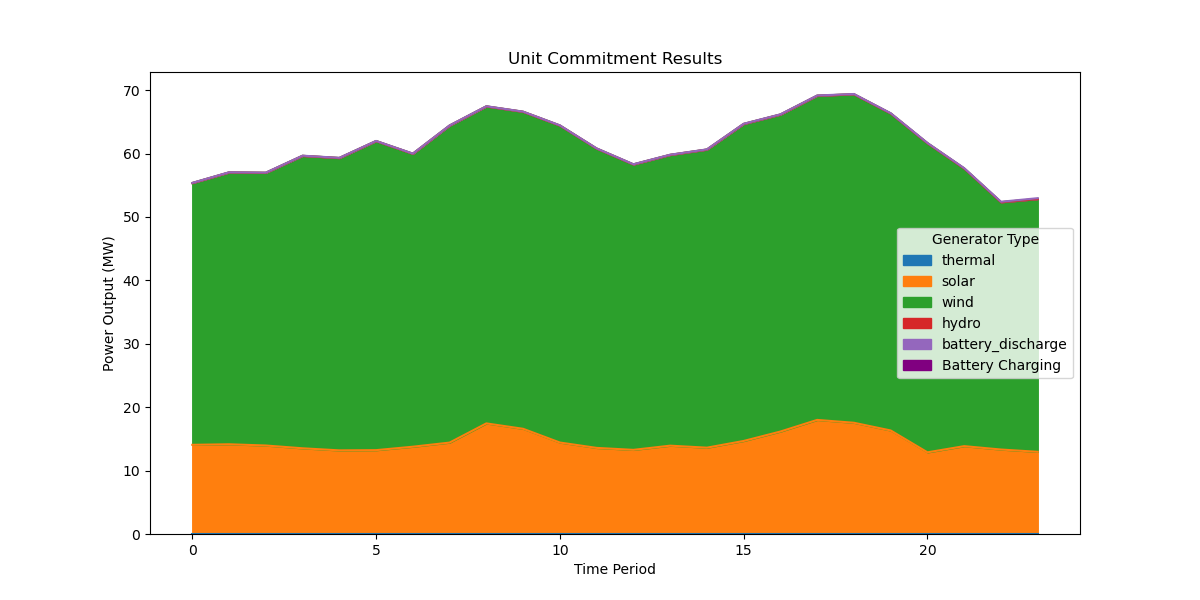 Unit Commitment Results
Power Output (MW)
70
60
50
40
30
20
10
0
Generator Type
thermal
solar
wind
hydro
battery_discharge
Battery Charging
0 5 10 15 20
Time Period